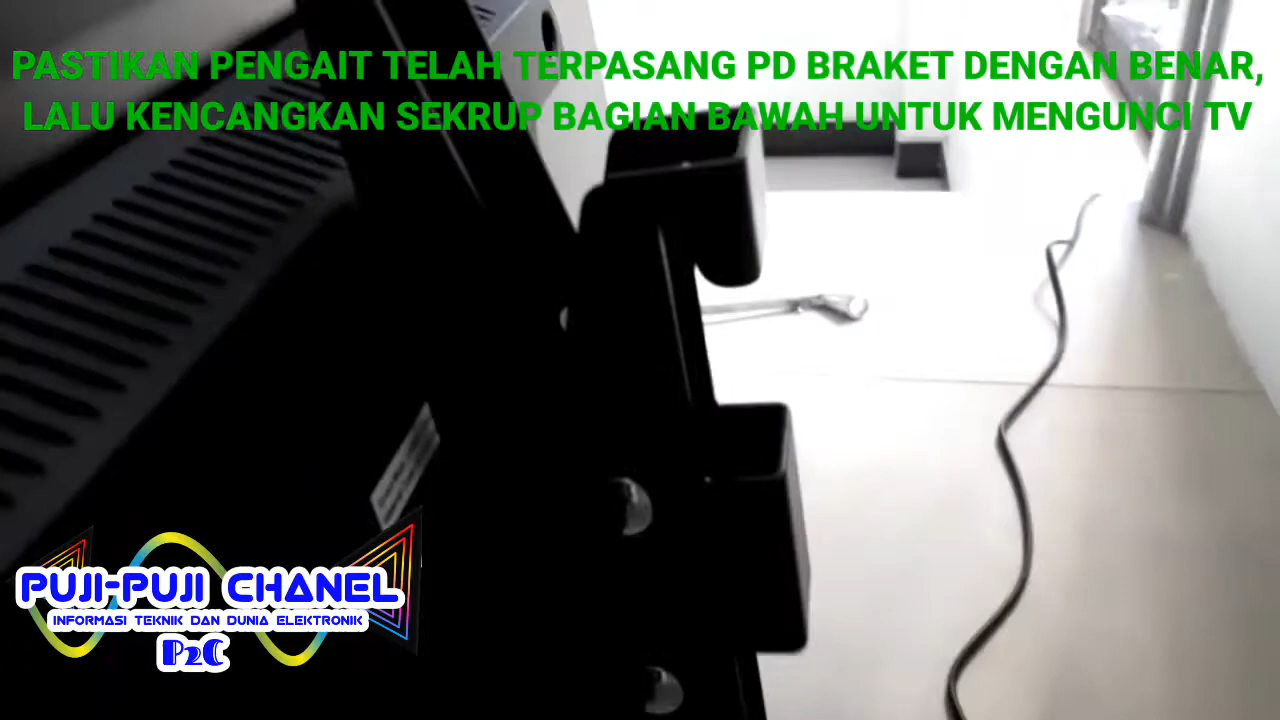 PASTIKAN PENGAIT TELAH TERPASANG PD BRAKET DENGAN BENAR,
LALU KENCANGKAN SEKRUP BAGIAN BAWAH UNTUK MENGUNCI TV
PUJI-PUJI CHANEL
INFORMASI TEKNIK DAN DUNIA ELEKTRONIK
P2C